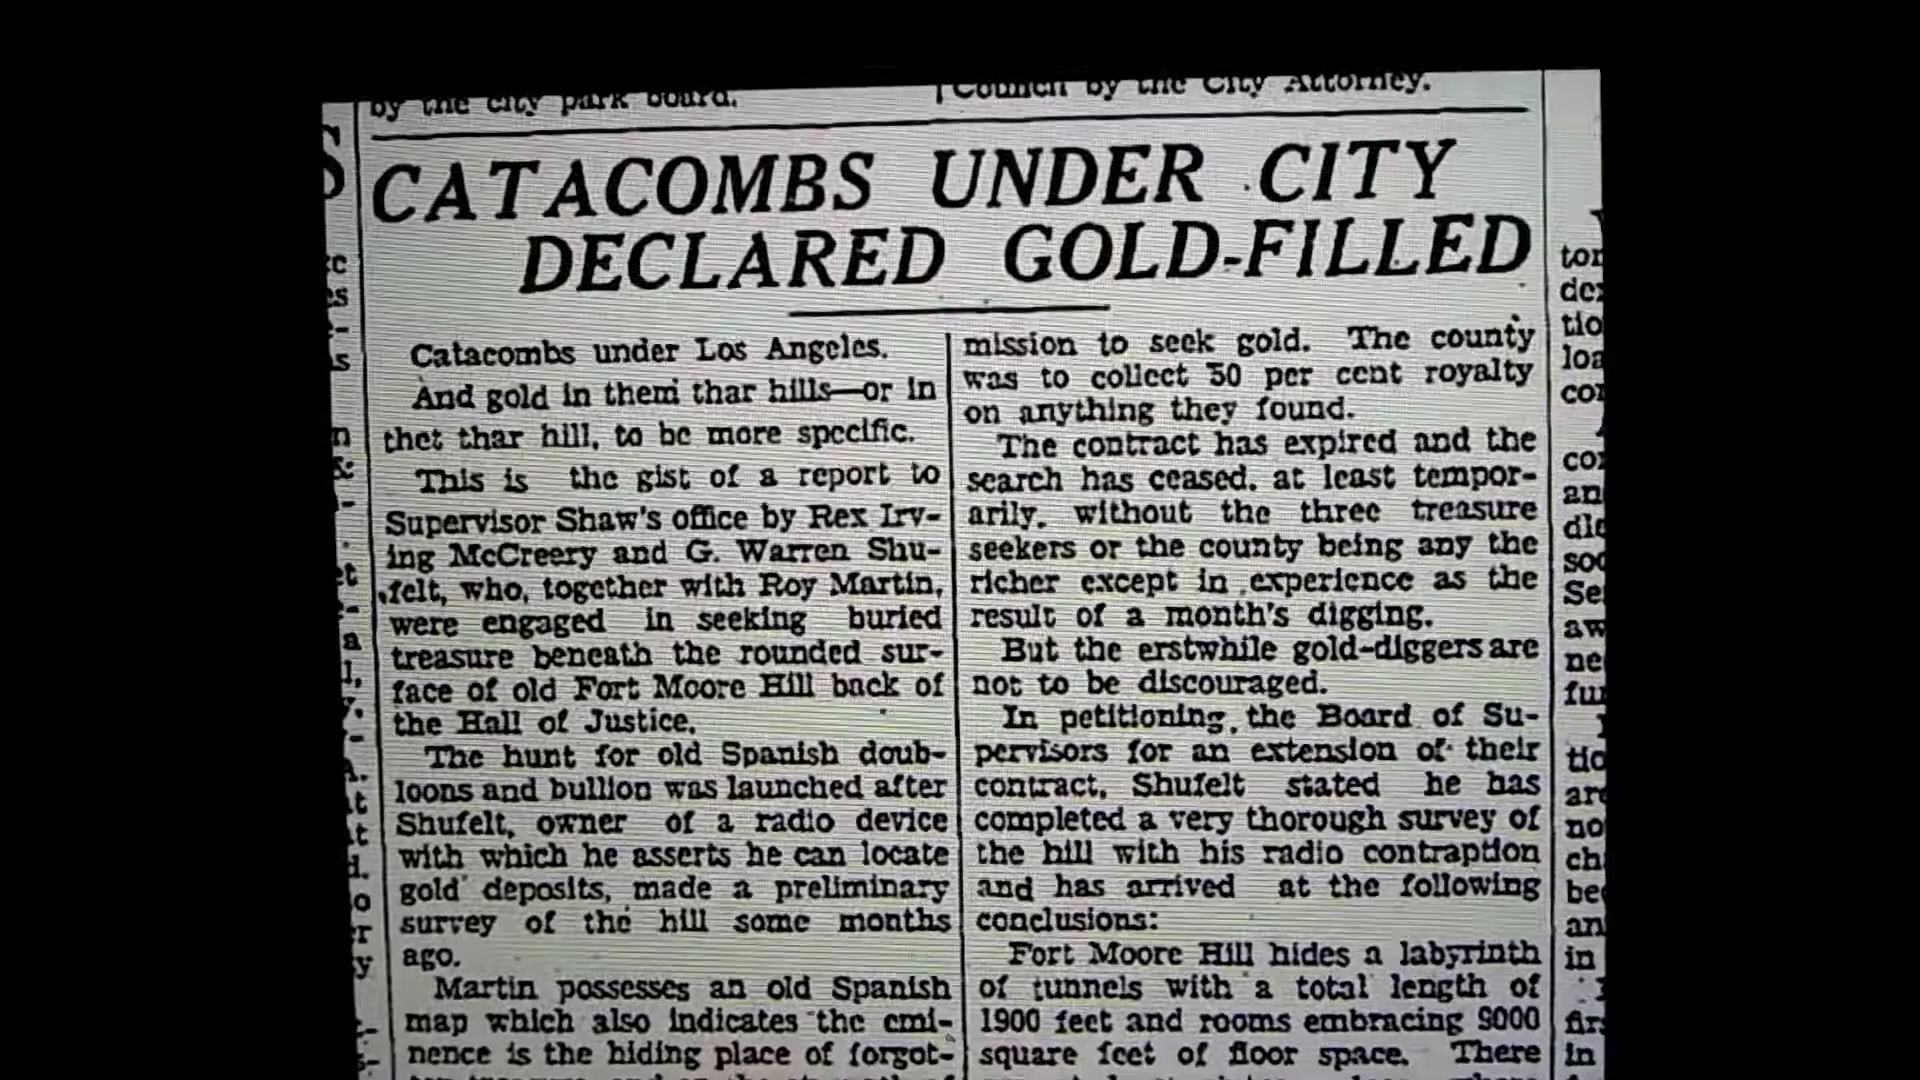 by the city park board.
Council by the City Attorney.
CATACOMBS UNDER CITY
DECLARED GOLD-FILLED
Catacombs under Los Angeles.
And gold in them thar hills—or in
thet thar hill, to be more specific.
This is the gist of a report to
Supervisor Shaw's office by Rex Irv-
ing McCreery and G. Warren Shu-
felt, who, together with Roy Martin,
were engaged in seeking buried
treasure beneath the rounded sur-
face of old Fort Moore Hill back of
the Hall of Justice.
The hunt for old Spanish doub-
loons and bullion was launched after
Shufelt, owner of a radio device
with which he asserts he can locate
gold deposits, made a preliminary
survey of the hill some months
ago.
Martin possesses an old Spanish
map which also indicates the emi-
nence is the hiding place of forgot-
mission to seek gold. The county
was to collect 50 per cent royalty
on anything they found.
The contract has expired and the
search has ceased, at least tempor-
arily, without the three treasure
seekers or the county being any the
richer except in experience as the
result of a month's digging.
But the erstwhile gold-diggers are
not to be discouraged.
In petitioning the Board of Su-
pervisors for an extension of their
contract, Shufelt stated he has
completed a very thorough survey of
the hill with his radio contraption
and has arrived at the following
conclusions:
Fort Moore Hill hides a labyrinth
of tunnels with a total length of
1900 feet and rooms embracing 9000
square feet of floor space. There